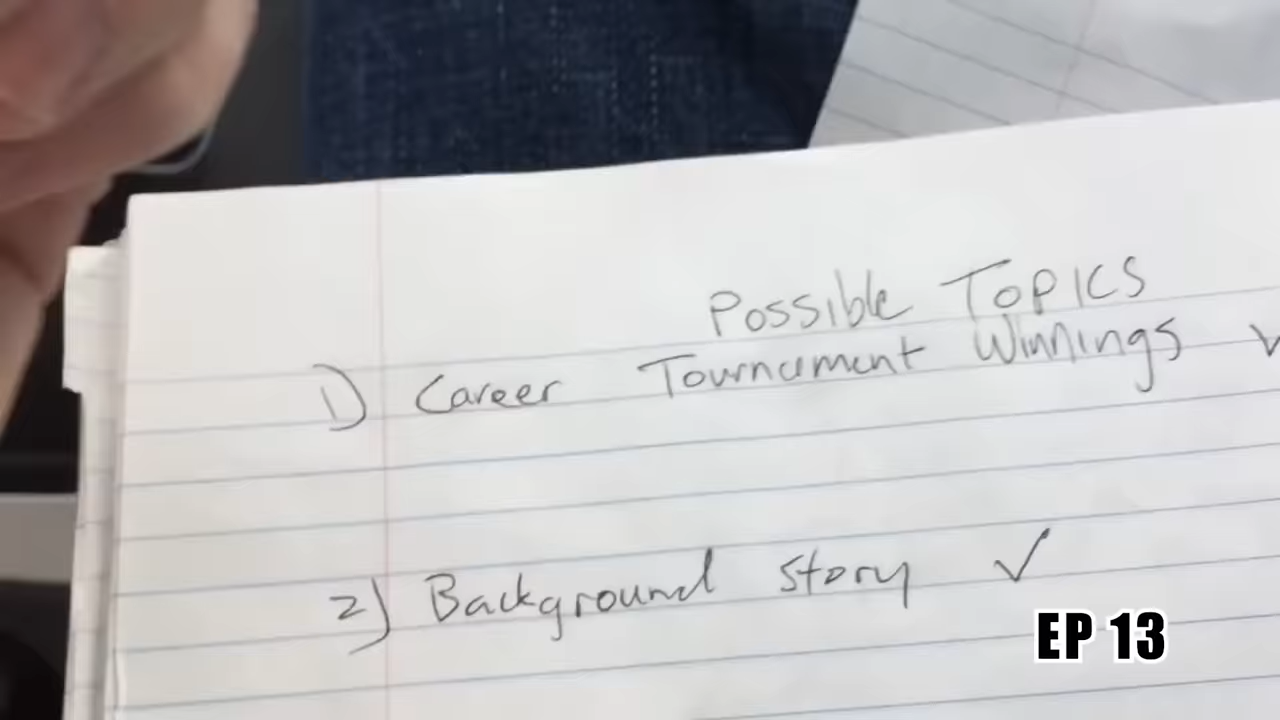 Possible Topics
1) Career Tournament Winnings ✓
2) Background Story ✓
EP 13